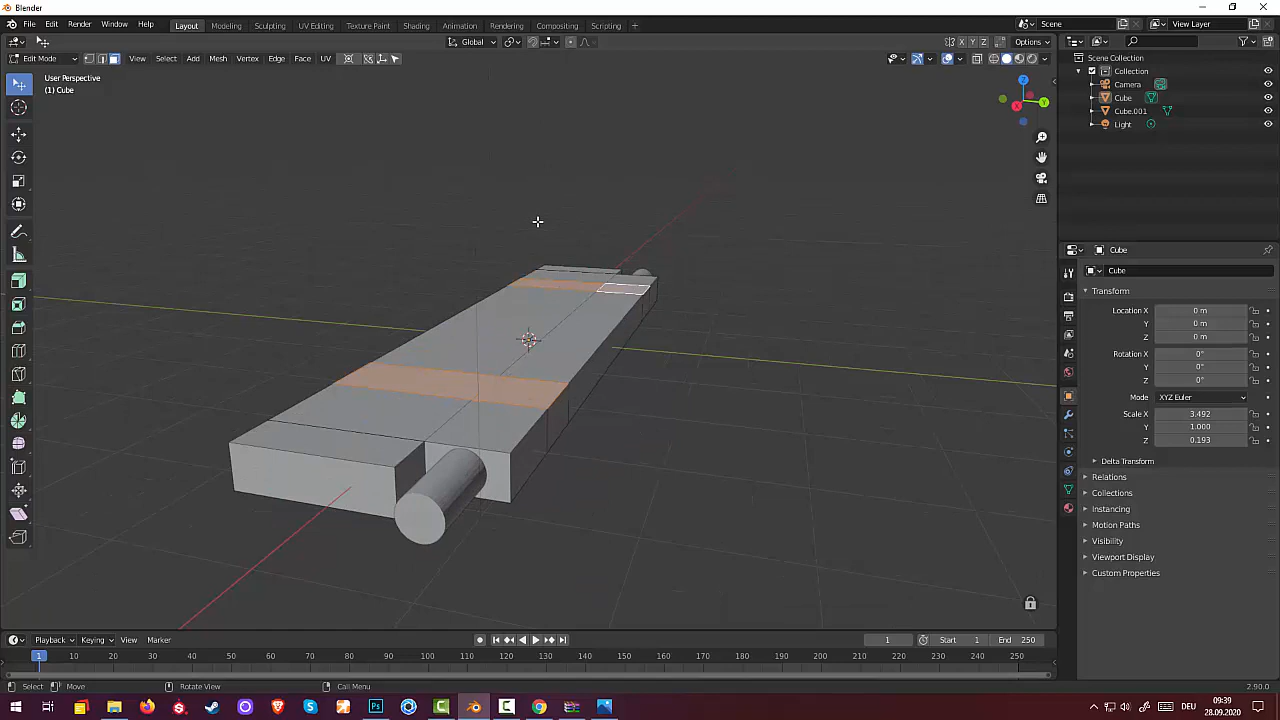 Blender
File Edit Render Window Help Layout Modeling Sculpting UV Editing Texture Paint Shading Animation Rendering Compositing Scripting + Scene View Layer
Global X Y Z Options
Edit Mode View Select Add Mesh Vertex Edge Face UV
User Perspective
(1) Cube
Z
Y
X
Scene Collection
Collection
Camera
Cube
Cube.001
Light
Cube
Cube
Transform
Location X 0 m
Y 0 m
Z 0 m
Rotation X 0°
Y 0°
Z 0°
Mode XYZ Euler
Scale X 3.492
Y 1.000
Z 0.193
Delta Transform
Relations
Collections
Instancing
Motion Paths
Visibility
Viewport Display
Custom Properties
Playback Keying View Marker 1 Start 1 End 250
1 10 20 30 40 50 60 70 80 90 100 110 120 130 140 150 160 170 180 190 200 210 220 230 240 250
Select Move Rotate View Call Menu 2.90.0
DEU 09:39
28.09.2020